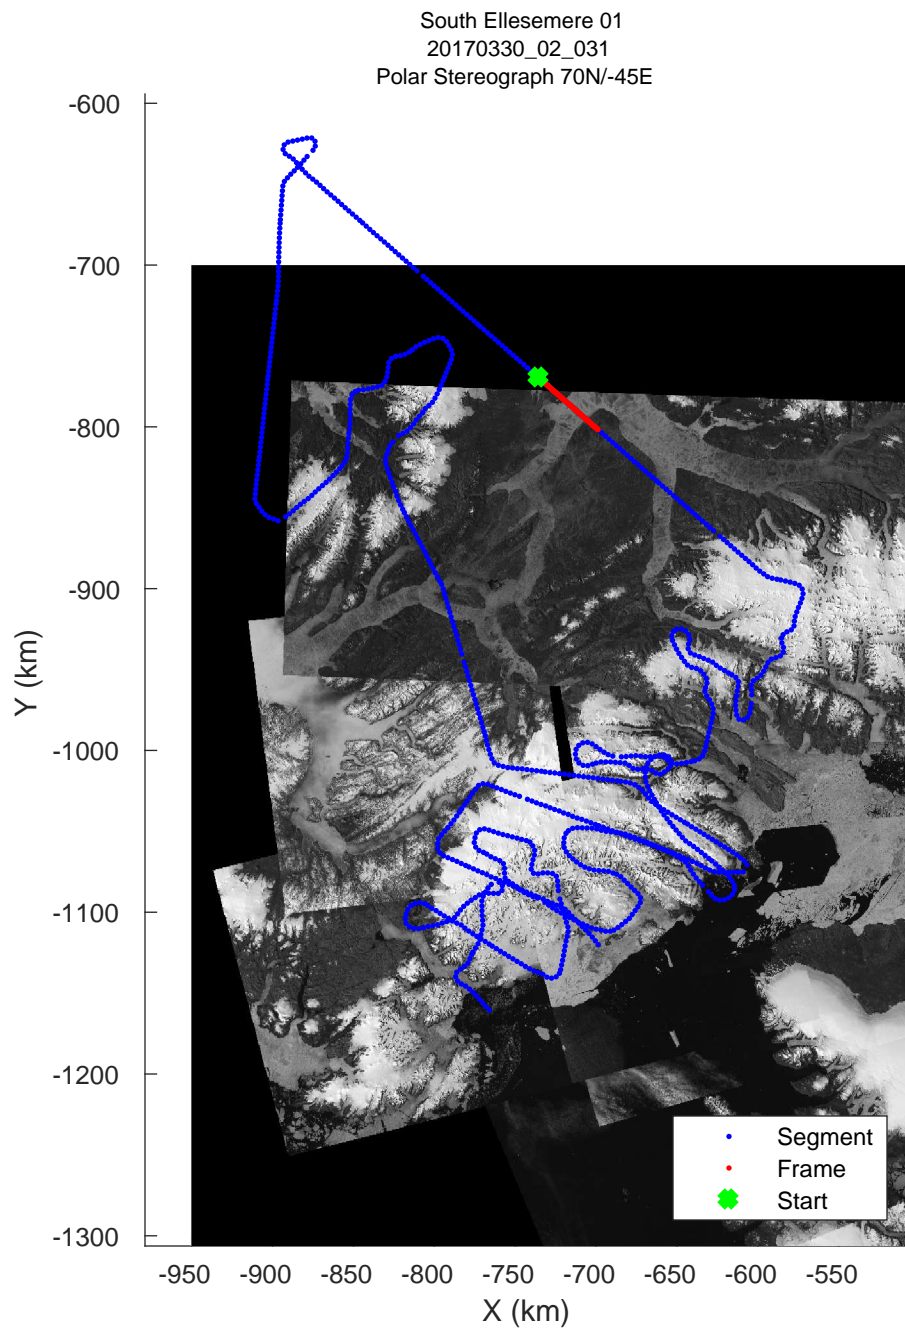 South Ellesemere 01
20170330_02_031
Polar Stereograph 70N/-45E
-600
-700
-800
-900
-1000
-1100
-1200
-1300
Y (km)
Segment
Frame
Start
-950 -900 -850 -800 -750 -700 -650 -600 -550
X (km)